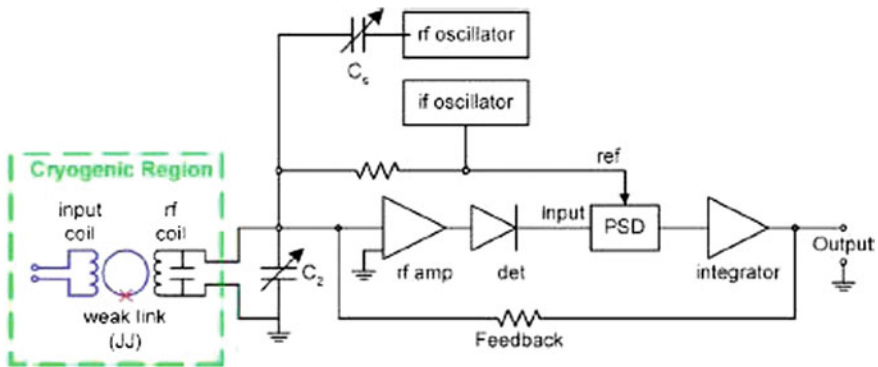 rf oscillator
Cs
if oscillator
ref
Cryogenic Region
input coil
rf coil
input
PSD
Output
C2
rf amp
det
integrator
weak link (JJ)
Feedback